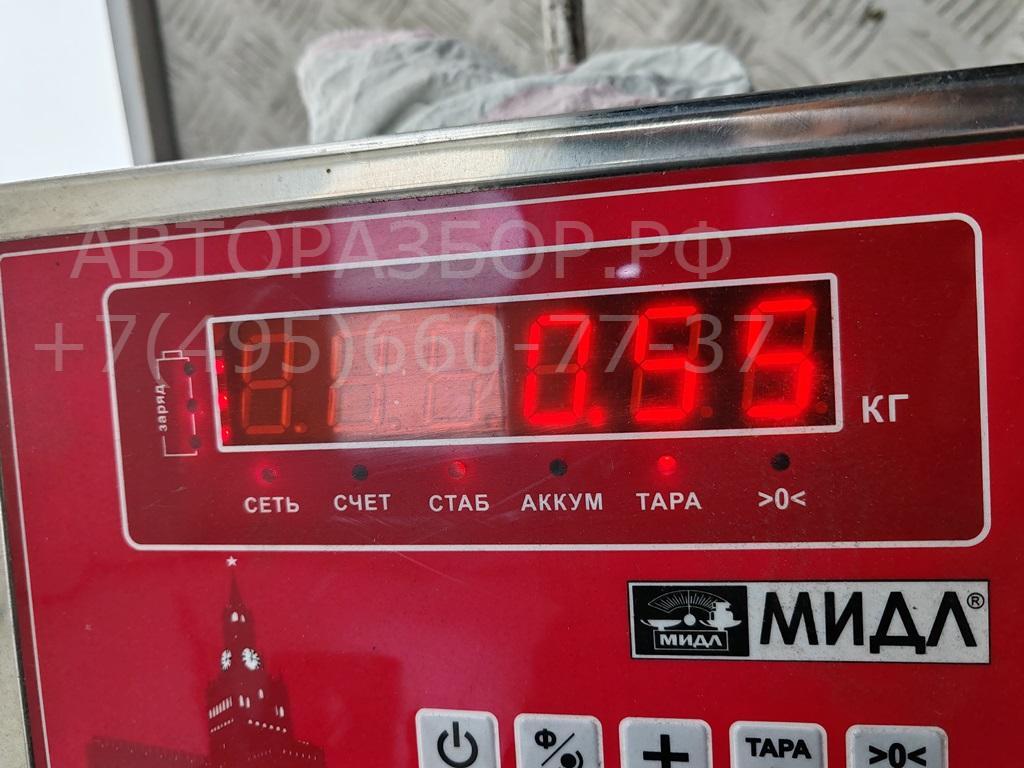 АВТОРАЗБОР.РФ
+7(495)660-77-37
заряд
0.95
КГ
СЕТЬ СЧЕТ СТАБ АККУМ ТАРА >0<
МИДЛ МИДЛ®
Ф/ + ТАРА >0<